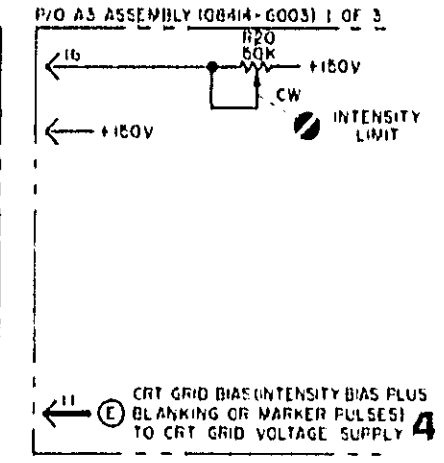 P/O A3 ASSEMBLY (08414-6003) 1 OF 3
R20
50K
16
+150V
CW
INTENSITY
LIMIT
+150V
11
E
CRT GRID BIAS (INTENSITY BIAS PLUS
BLANKING OR MARKER PULSES)
TO CRT GRID VOLTAGE SUPPLY 4